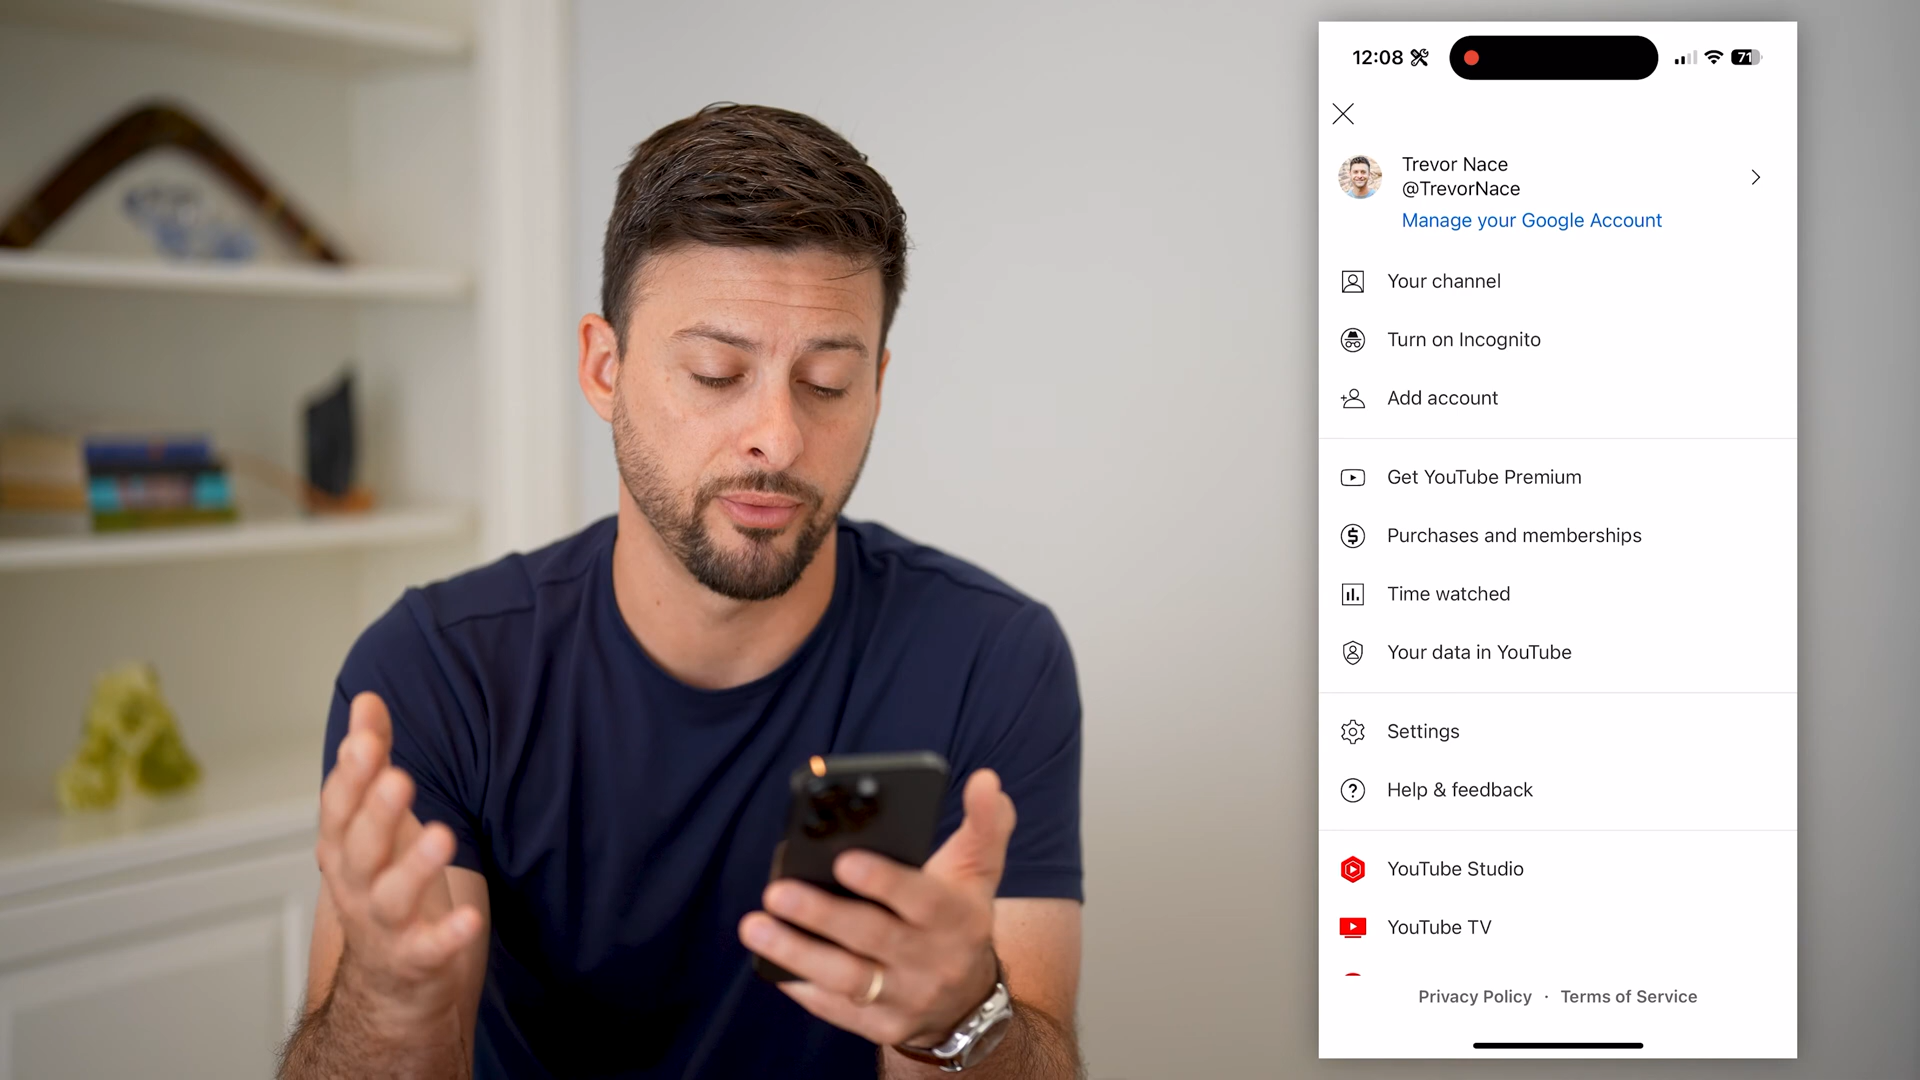 12:08
71
Trevor Nace
@TrevorNace
Manage your Google Account
Your channel
Turn on Incognito
Add account
Get YouTube Premium
Purchases and memberships
Time watched
Your data in YouTube
Settings
Help & feedback
YouTube Studio
YouTube TV
Privacy Policy · Terms of Service